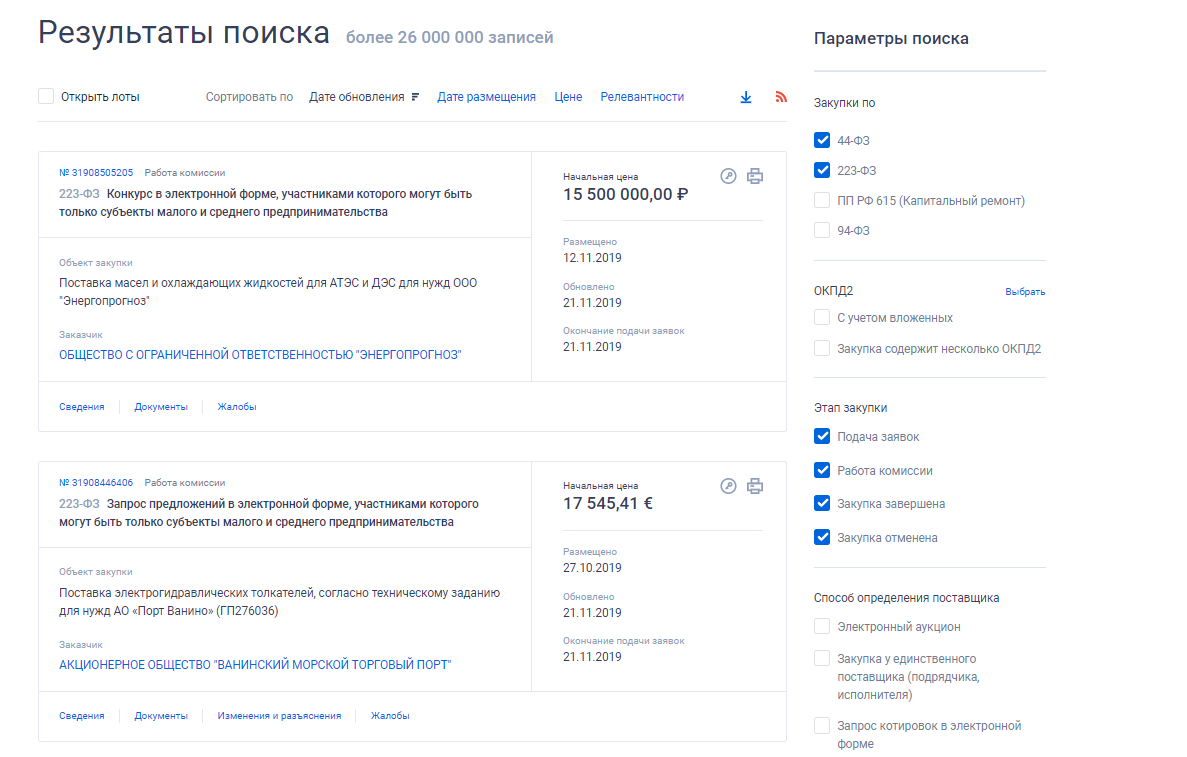 Результаты поиска более 26 000 000 записей
Открыть лоты Сортировать по Дате обновления Дате размещения Цене Релевантности
№ 31908505205 Работа комиссии
223-ФЗ Конкурс в электронной форме, участниками которого могут быть
только субъекты малого и среднего предпринимательства
Объект закупки
Поставка масел и охлаждающих жидкостей для АТЭС и ДЭС для нужд ООО
"Энергопрогноз"
Заказчик
ОБЩЕСТВО С ОГРАНИЧЕННОЙ ОТВЕТСТВЕННОСТЬЮ "ЭНЕРГОПРОГНОЗ"
Начальная цена
15 500 000,00 ₽
Размещено
12.11.2019
Обновлено
21.11.2019
Окончание подачи заявок
21.11.2019
Сведения Документы Жалобы
№ 31908446406 Работа комиссии
223-ФЗ Запрос предложений в электронной форме, участниками которого
могут быть только субъекты малого и среднего предпринимательства
Объект закупки
Поставка электрогидравлических толкателей, согласно техническому заданию
для нужд АО «Порт Ванино» (ГП276036)
Заказчик
АКЦИОНЕРНОЕ ОБЩЕСТВО "ВАНИНСКИЙ МОРСКОЙ ТОРГОВЫЙ ПОРТ"
Начальная цена
17 545,41 €
Размещено
27.10.2019
Обновлено
21.11.2019
Окончание подачи заявок
21.11.2019
Сведения Документы Изменения и разъяснения Жалобы
Параметры поиска
Закупки по
44-ФЗ
223-ФЗ
ПП РФ 615 (Капитальный ремонт)
94-ФЗ
ОКПД2 Выбрать
С учетом вложенных
Закупка содержит несколько ОКПД2
Этап закупки
Подача заявок
Работа комиссии
Закупка завершена
Закупка отменена
Способ определения поставщика
Электронный аукцион
Закупка у единственного
поставщика (подрядчика,
исполнителя)
Запрос котировок в электронной
форме